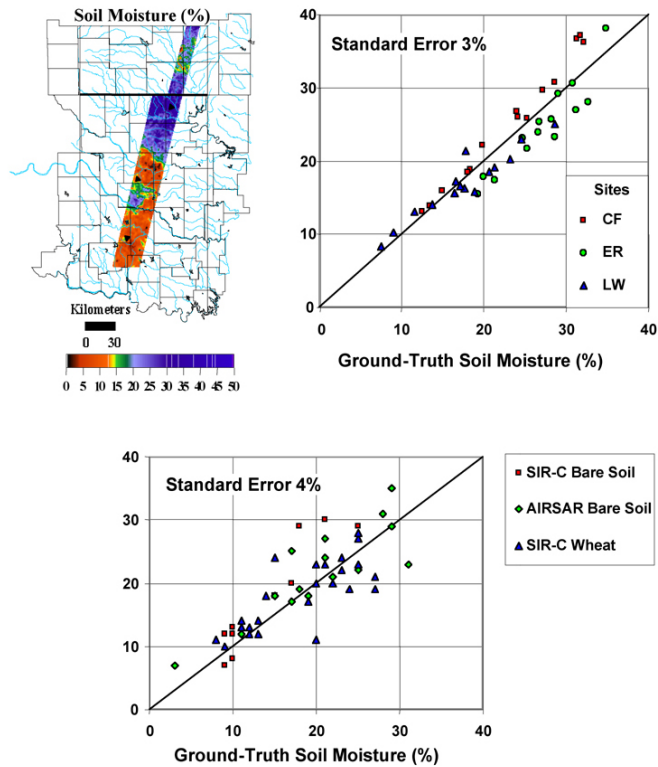 Soil Moisture (%)
Kilometers
0 30
0 5 10 15 20 25 30 35 40 45 50
Standard Error 3%
40
30
20
10
0
Sites
CF
ER
LW
0 10 20 30 40
Ground-Truth Soil Moisture (%)
Standard Error 4%
40
30
20
10
0
0 10 20 30 40
Ground-Truth Soil Moisture (%)
SIR-C Bare Soil
AIRSAR Bare Soil
SIR-C Wheat